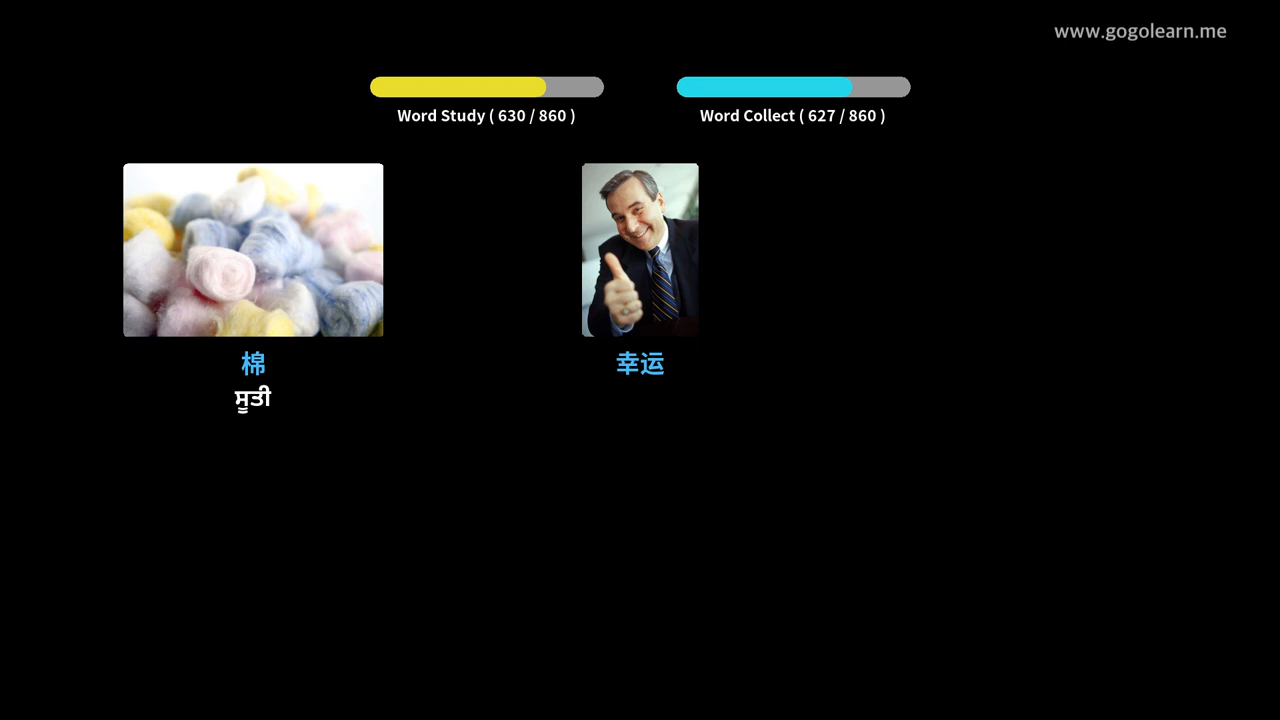 www.gogolearn.me
Word Study ( 630 / 860 )
Word Collect ( 627 / 860 )
棉
ਸੂਤੀ
幸运